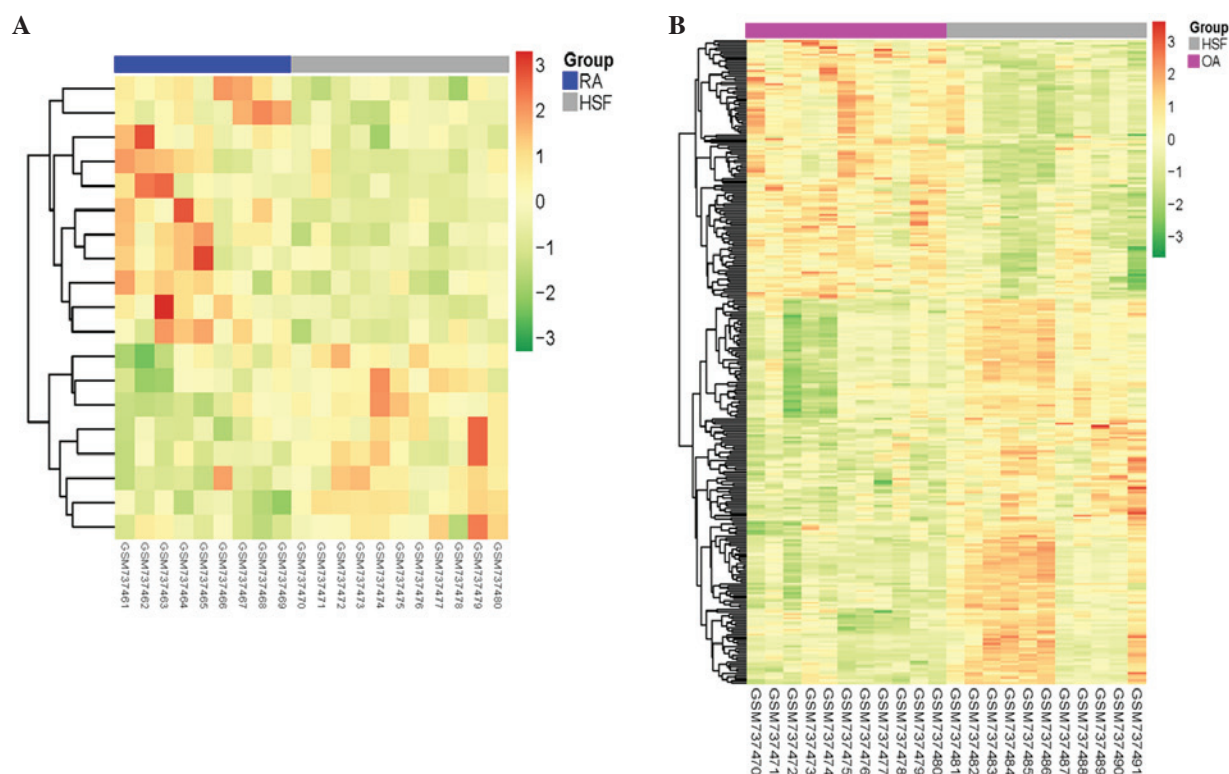 A
3
2
1
0
−1
−2
−3
Group
RA
HSF
GSM737461
GSM737462
GSM737463
GSM737464
GSM737465
GSM737466
GSM737467
GSM737468
GSM737469
GSM737470
GSM737471
GSM737472
GSM737473
GSM737474
GSM737475
GSM737476
GSM737477
GSM737478
GSM737479
GSM737480
B
3
2
1
0
−1
−2
−3
Group
HSF
OA
GSM737470
GSM737471
GSM737472
GSM737473
GSM737474
GSM737475
GSM737476
GSM737477
GSM737478
GSM737479
GSM737480
GSM737481
GSM737482
GSM737483
GSM737484
GSM737485
GSM737486
GSM737487
GSM737488
GSM737489
GSM737490
GSM737491